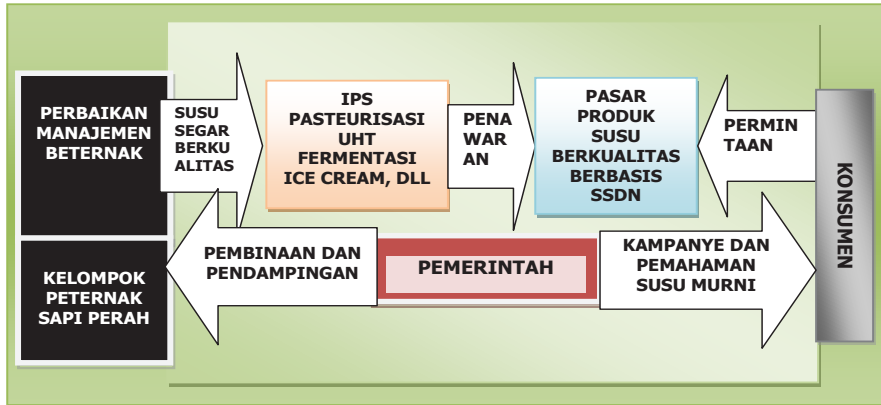 PERBAIKAN
MANAJEMEN
BETERNAK
SUSU
SEGAR
BERKU
ALITAS
IPS
PASTEURISASI
UHT
FERMENTASI
ICE CREAM, DLL
PENA
WAR
AN
PASAR
PRODUK
SUSU
BERKUALITAS
BERBASIS
SSDN
PERMIN
TAAN
KONSUMEN
KELOMPOK
PETERNAK
SAPI PERAH
PEMBINAAN DAN
PENDAMPINGAN
PEMERINTAH
KAMPANYE DAN
PEMAHAMAN
SUSU MURNI